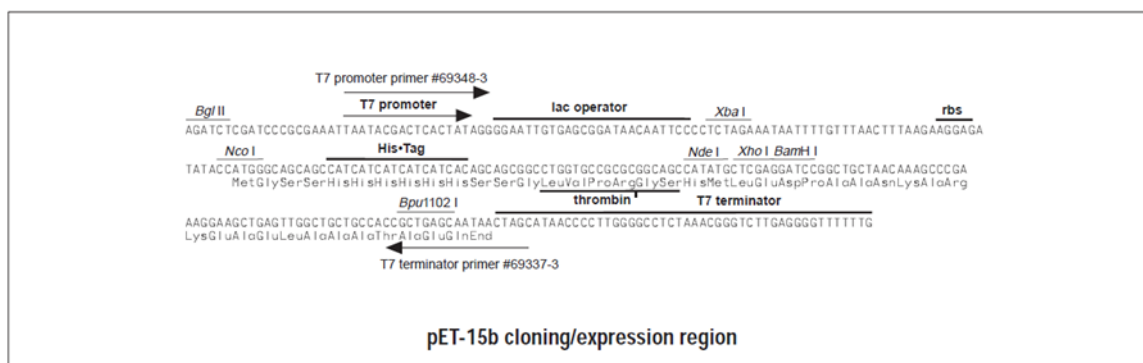 T7 promoter primer #69348-3
Bgl II T7 promoter lac operator Xba I rbs
AGATCTCGATCCCGCGAAATTAATACGACTCACTATAGGGGAATTGTGAGCGGATAACAATTCCCCTCTAGAAATAATTTTGTTTAACTTTAAGAAGGAGA
Nco I His•Tag Nde I Xho I BamH I
TATACCATGGGCAGCAGCCATCATCATCATCATCACAGCAGCGGCCTGGTGCCGCGCGGCAGCCATATGCTCGAGGATCCGGCTGCTAACAAAGCCCGA
MetGlySerSerHisHisHisHisHisHisSerSerGlyLeuValProArgGlySerHisMetLeuGluAspProAlaAlaAsnLysAlaArg
Bpu1102 I thrombin T7 terminator
AAGGAAGCTGAGTTGGCTGCTGCCACCGCTGAGCAATAACTAGCATAACCCCTTGGGGCCTCTAAACGGGTCTTGAGGGGTTTTTTG
LysGluAlaGluLeuAlaAlaAlaThrAlaGluGlnEnd
T7 terminator primer #69337-3
pET-15b cloning/expression region